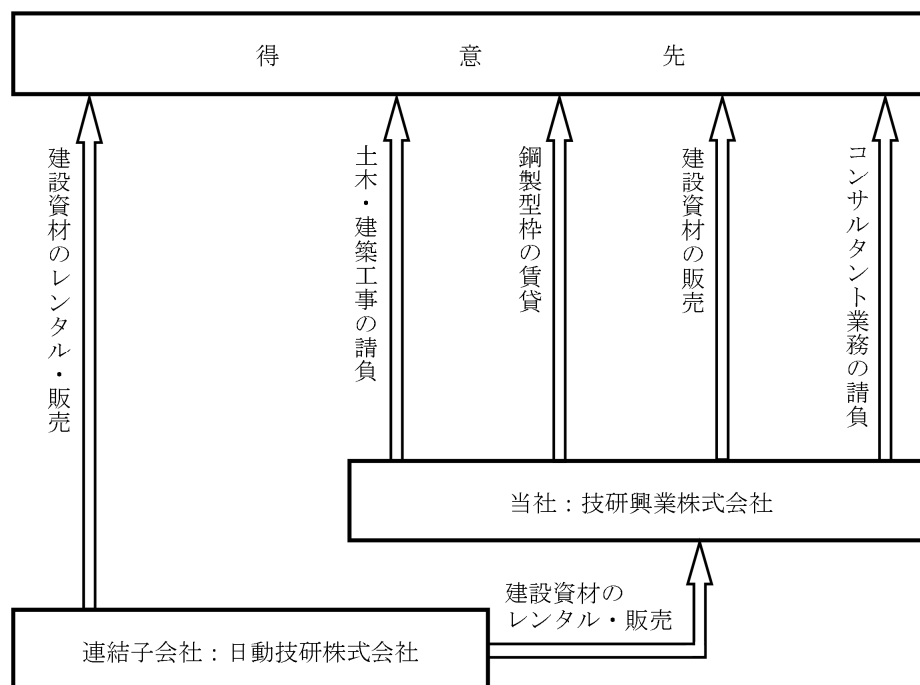 得意先
建設資材のレンタル・販売
土木・建築工事の請負
鋼製型枠の賃貸
建設資材の販売
コンサルタント業務の請負
当社：技研興業株式会社
建設資材の
レンタル・販売
連結子会社：日動技研株式会社